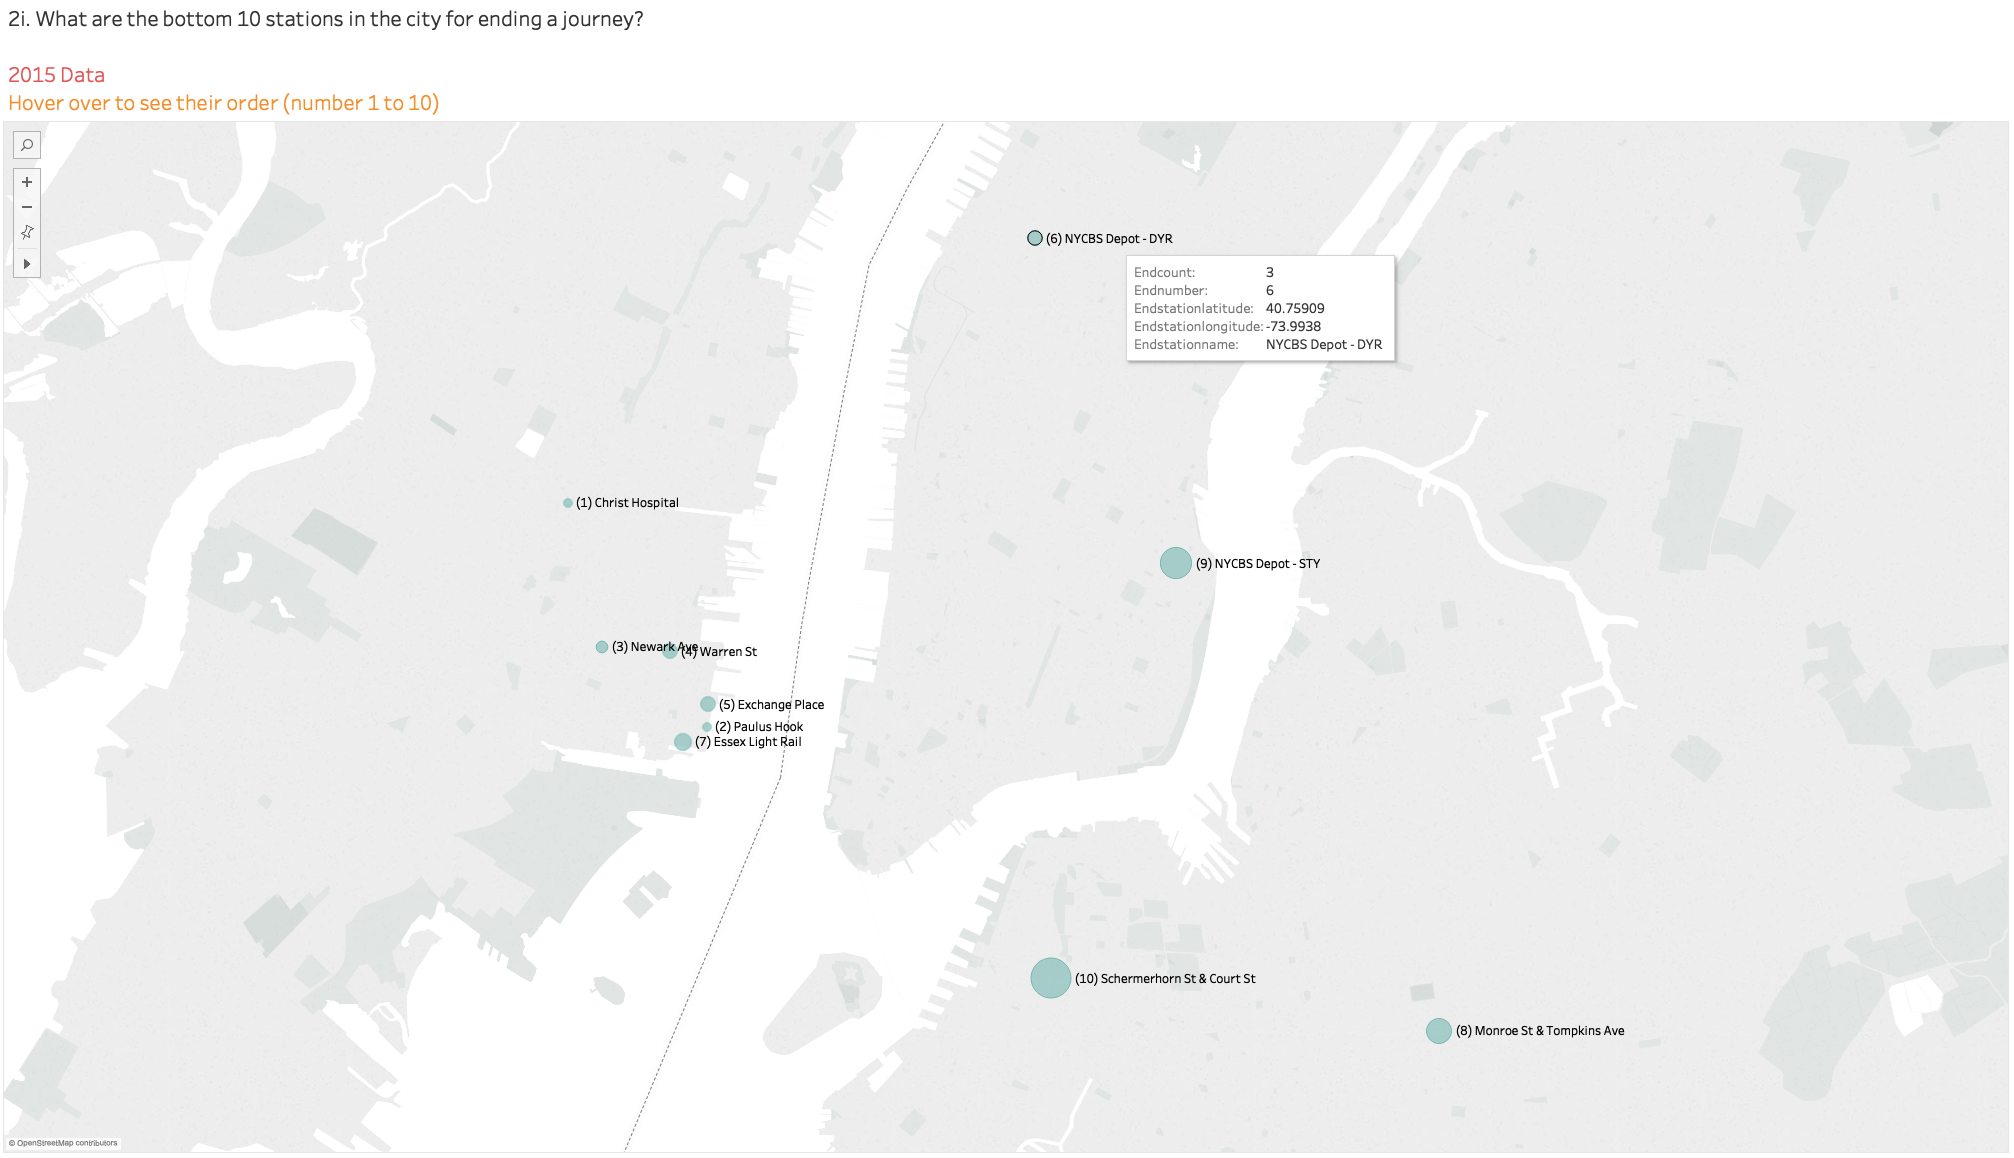 2i. What are the bottom 10 stations in the city for ending a journey?
2015 Data
Hover over to see their order (number 1 to 10)
(6) NYCBS Depot - DYR
Endcount: 3
Endnumber: 6
Endstationlatitude: 40.75909
Endstationlongitude: -73.9938
Endstationname: NYCBS Depot - DYR
(1) Christ Hospital
(9) NYCBS Depot - STY
(3) Newark Ave
(4) Warren St
(5) Exchange Place
(2) Paulus Hook
(7) Essex Light Rail
(10) Schermerhorn St & Court St
(8) Monroe St & Tompkins Ave
© OpenStreetMap contributors